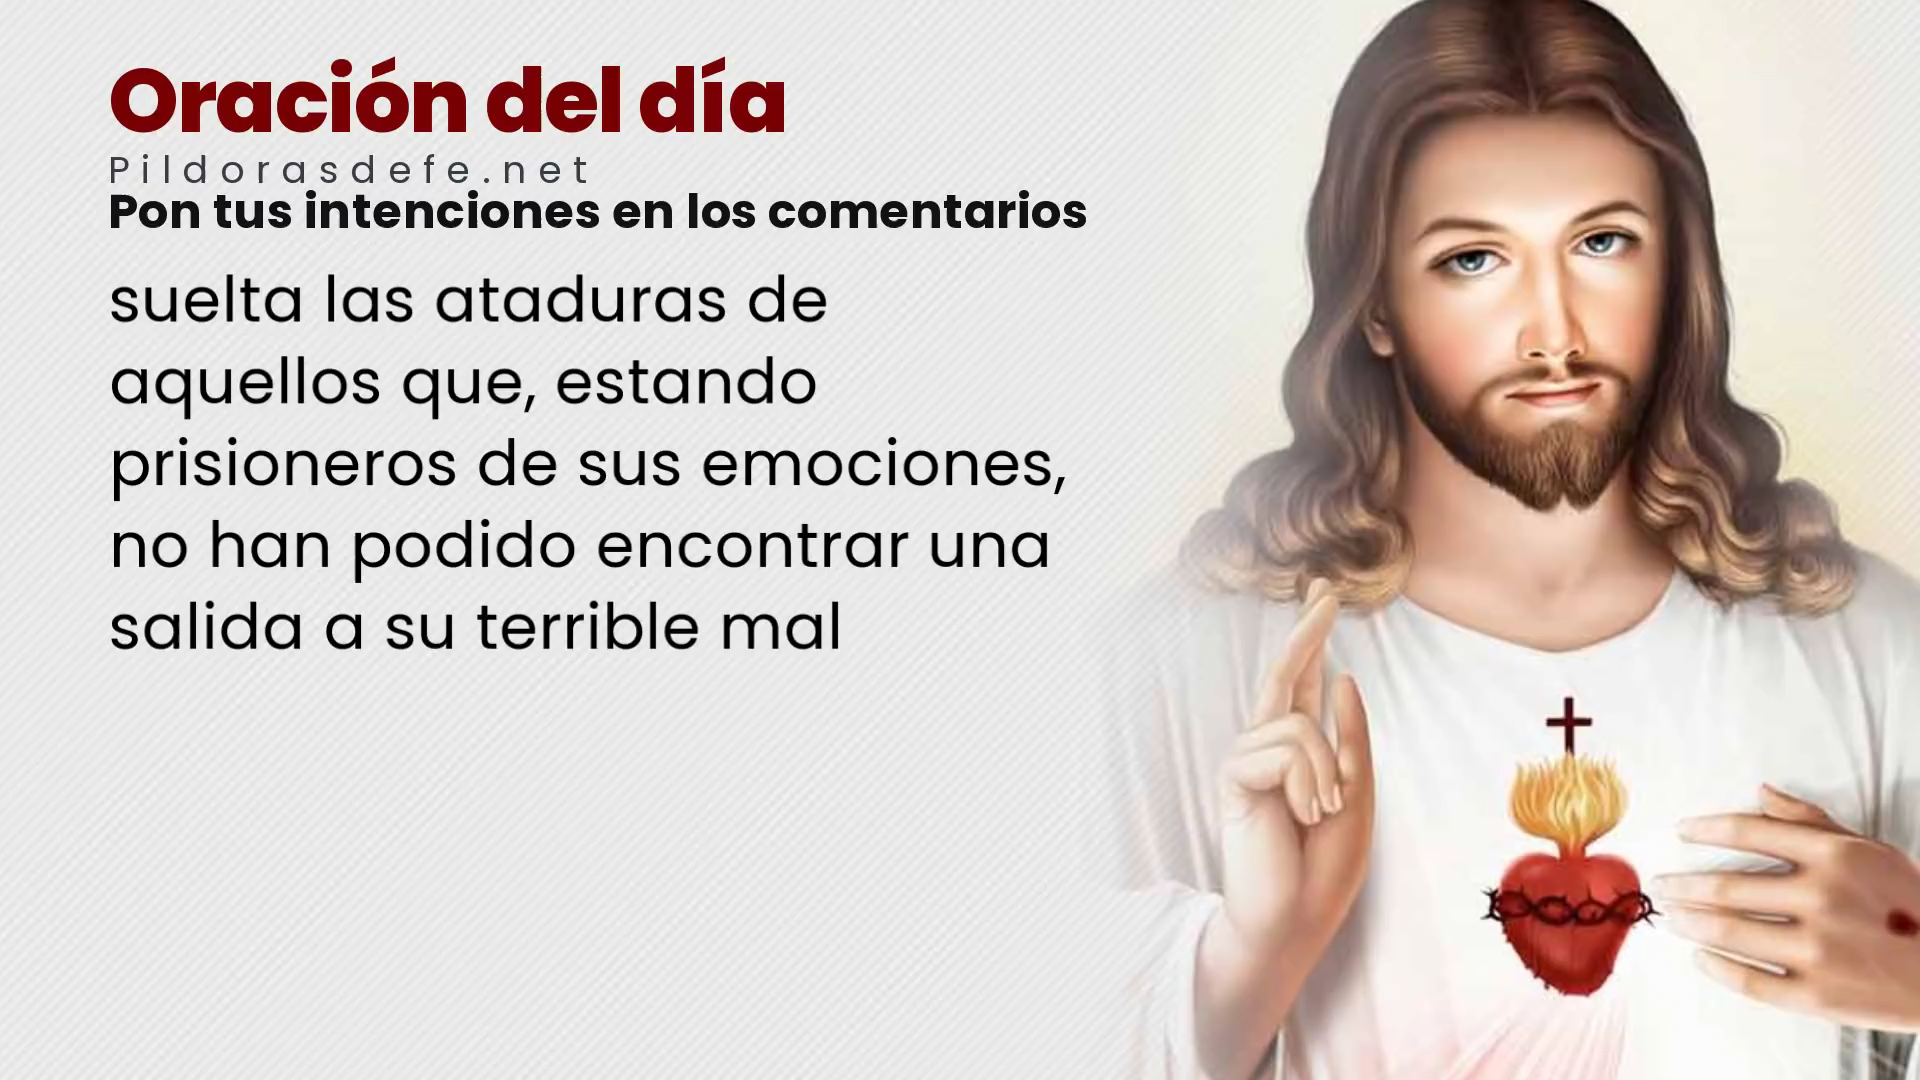 Oración del día
Pildorasdefe.net
Pon tus intenciones en los comentarios
suelta las ataduras de
aquellos que, estando
prisioneros de sus emociones,
no han podido encontrar una
salida a su terrible mal